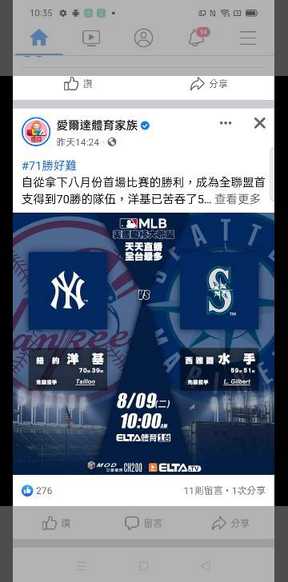 10:35
14
讚
分享
愛爾達體育家族
昨天14:24
#71勝好難
自從拿下八月份首場比賽的勝利，成為全聯盟首
支得到70勝的隊伍，洋基已苦吞了5... 查看更多
MLB
天天直播
全台最多
SEATTLE
NY
VS
S
TM
紐約 洋基
西雅圖 水手
70勝39敗
59勝51敗
先發投手 Taillon
先發投手 L. Gilbert
8/09(二)
10:00AM
ELTA體育1台
MOD CH200 ELTA.TV
276
11則留言・1次分享
讚
留言
分享